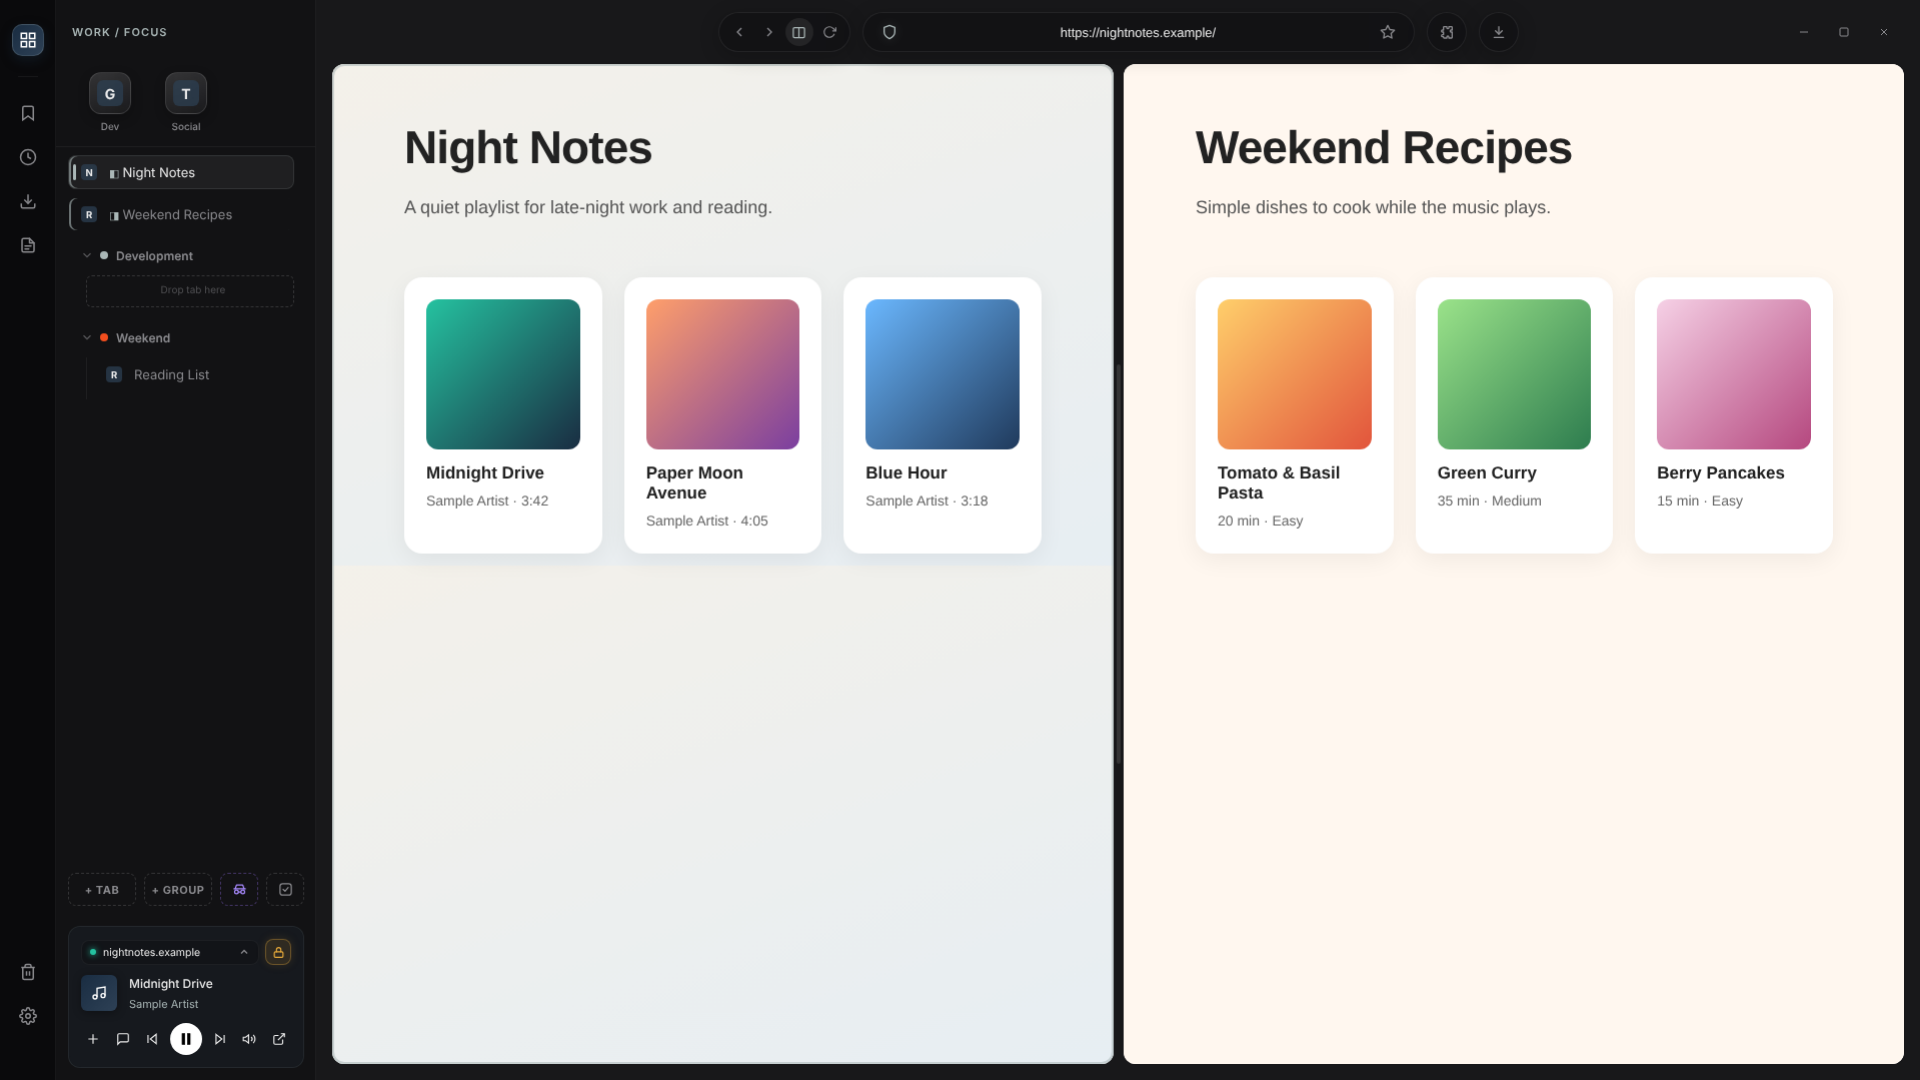 WORK / FOCUS
https://nightnotes.example/
G
T
Dev
Social
N
Night Notes
R
Weekend Recipes
Development
Drop tab here
Weekend
R
Reading List
+ TAB
+ GROUP
nightnotes.example
Midnight Drive
Sample Artist
Night Notes
A quiet playlist for late-night work and reading.
Midnight Drive
Sample Artist · 3:42
Paper Moon
Avenue
Sample Artist · 4:05
Blue Hour
Sample Artist · 3:18
Weekend Recipes
Simple dishes to cook while the music plays.
Tomato & Basil
Pasta
20 min · Easy
Green Curry
35 min · Medium
Berry Pancakes
15 min · Easy